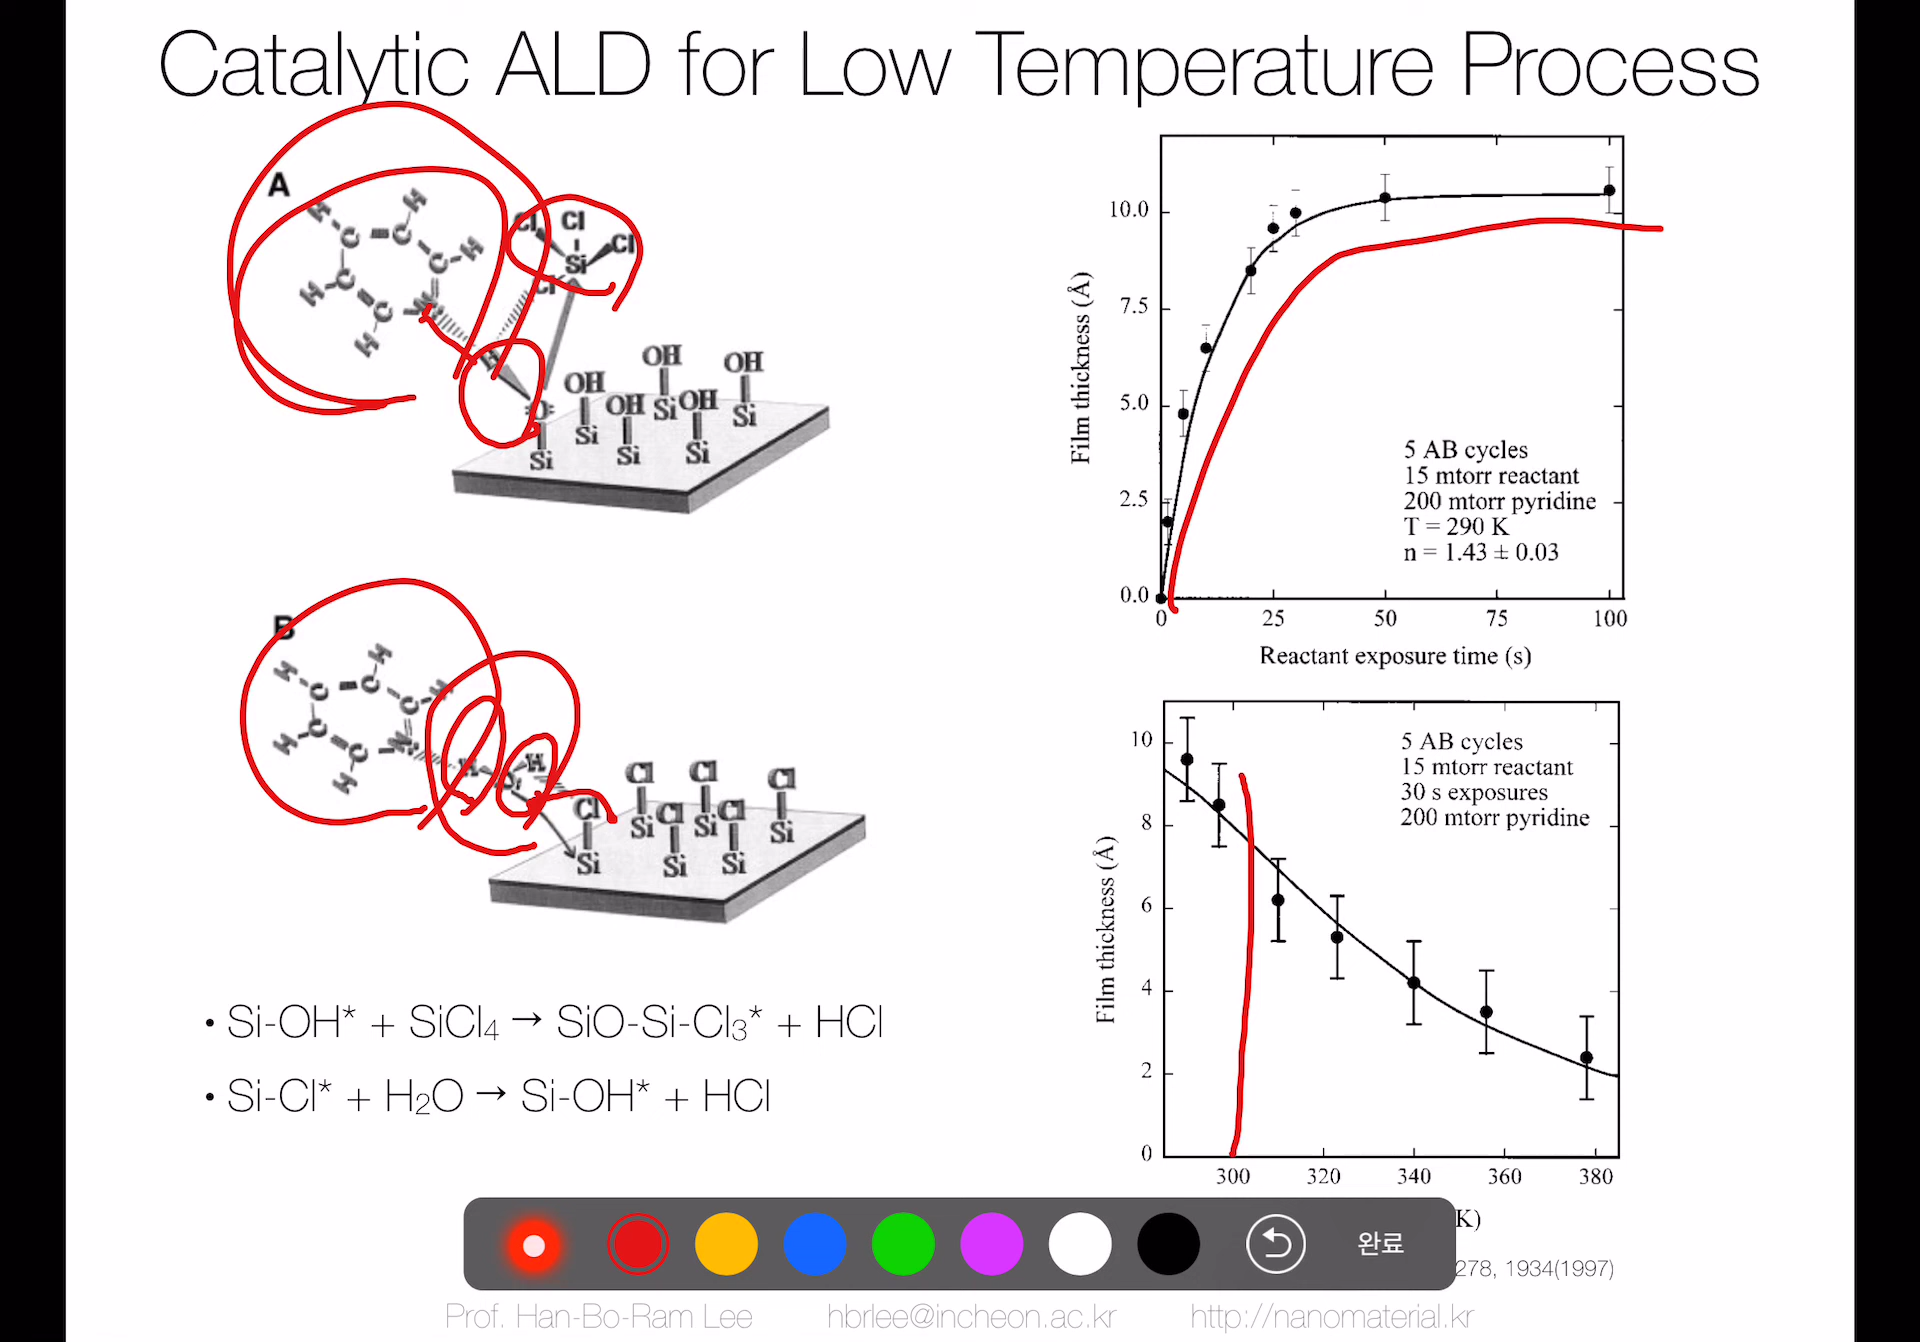 Catalytic ALD for Low Temperature Process
A
H H C C C H H C C N H
Cl Cl Cl Si Cl
H
O
OH OH OH OH OH
Si Si Si Si Si Si
B
H H C C C H H C C N H
H O H
Cl Cl Cl Cl Cl Cl
Si Si Si Si Si Si
• Si-OH* + SiCl4 → SiO-Si-Cl3* + HCl
• Si-Cl* + H2O → Si-OH* + HCl
Film thickness (Å)
10.0
7.5
5.0
2.5
0.0
5 AB cycles
15 mtorr reactant
200 mtorr pyridine
T = 290 K
n = 1.43 ± 0.03
0 25 50 75 100
Reactant exposure time (s)
Film thickness (Å)
10
8
6
4
2
0
5 AB cycles
15 mtorr reactant
30 s exposures
200 mtorr pyridine
300 320 340 360 380
K)
278, 1934(1997)
완료
Prof. Han-Bo-Ram Lee hbrlee@incheon.ac.kr http://nanomaterial.kr